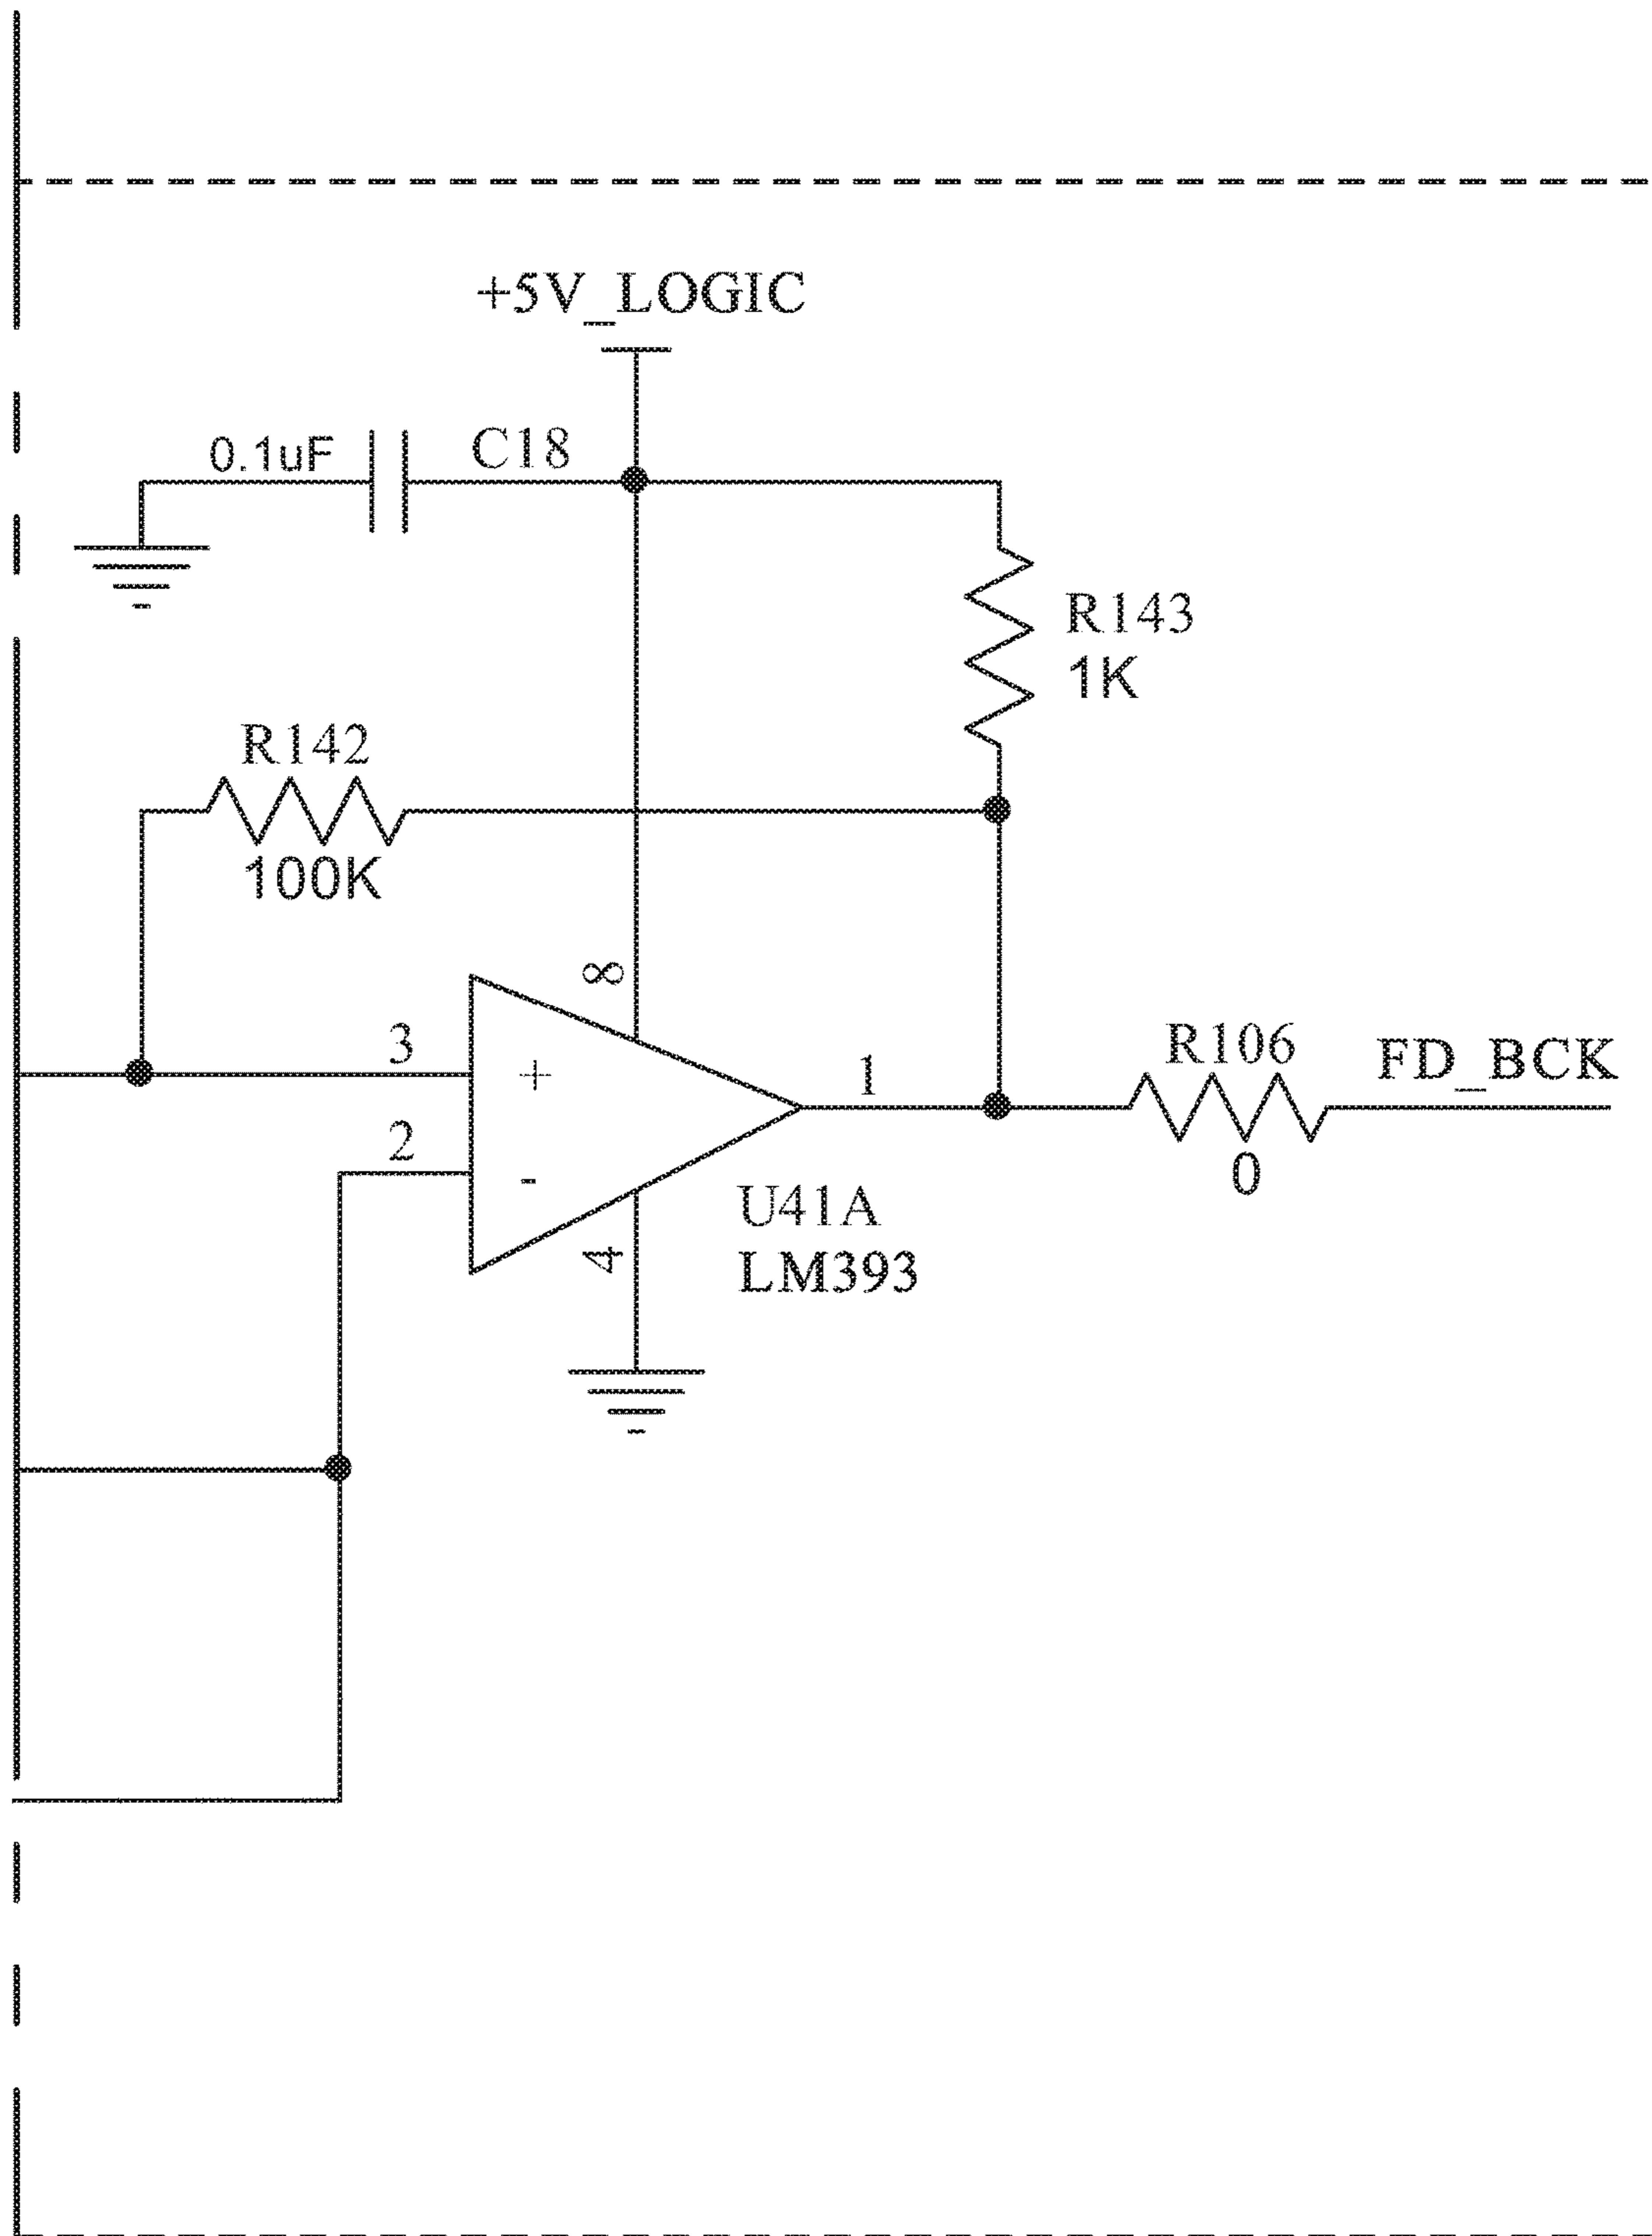 +5V_LOGIC
0.1uF
C18
R143
1K
R142
100K
8
3
+
1
R106
FD_BCK
2
-
0
U41A
4
LM393